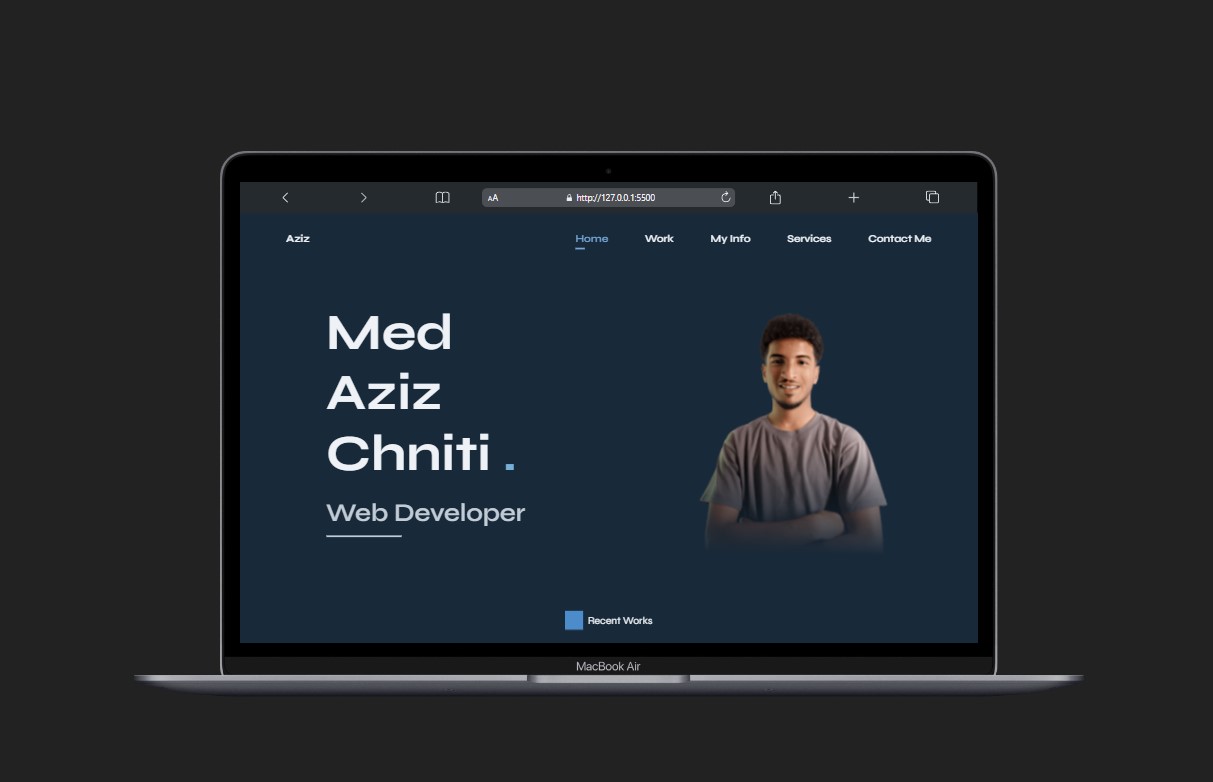 AA http://127.0.0.1:5500
Aziz Home Work My Info Services Contact Me
Med
Aziz
Chniti .
Web Developer
Recent Works
MacBook Air